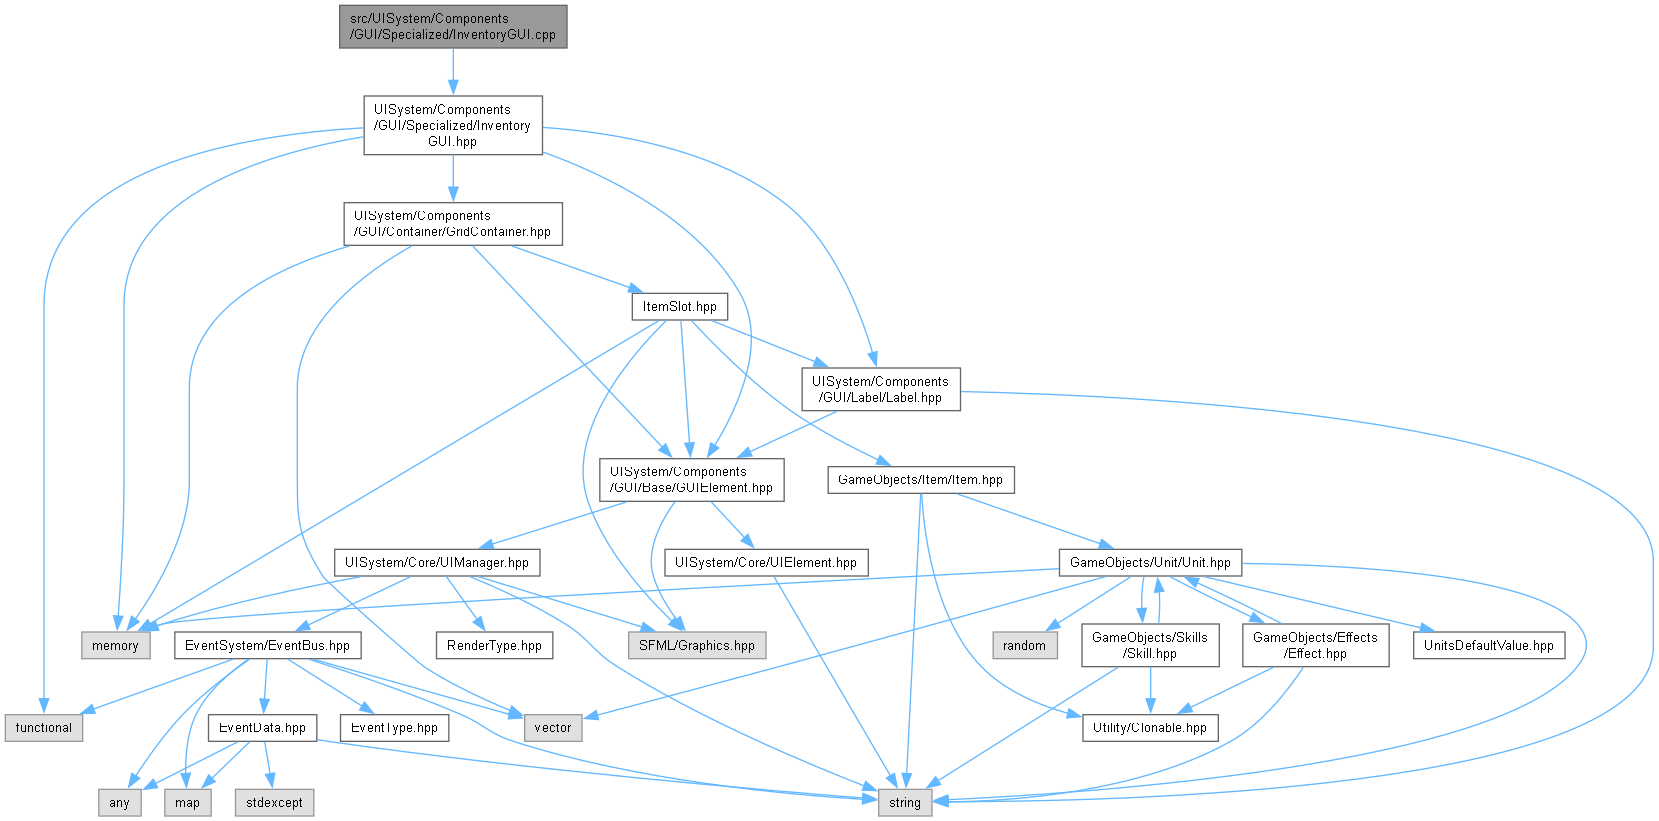 src/UISystem/Components
/GUI/Specialized/InventoryGUI.cpp
UISystem/Components
/GUI/Specialized/Inventory
GUI.hpp
UISystem/Components
/GUI/Container/GridContainer.hpp
ItemSlot.hpp
UISystem/Components
/GUI/Label/Label.hpp
UISystem/Components
/GUI/Base/GUIElement.hpp
GameObjects/Item/Item.hpp
UISystem/Core/UIManager.hpp
UISystem/Core/UIElement.hpp
GameObjects/Unit/Unit.hpp
memory
EventSystem/EventBus.hpp
RenderType.hpp
SFML/Graphics.hpp
random
GameObjects/Skills
/Skill.hpp
GameObjects/Effects
/Effect.hpp
UnitsDefaultValue.hpp
functional
EventData.hpp
EventType.hpp
vector
Utility/Clonable.hpp
any
map
stdexcept
string